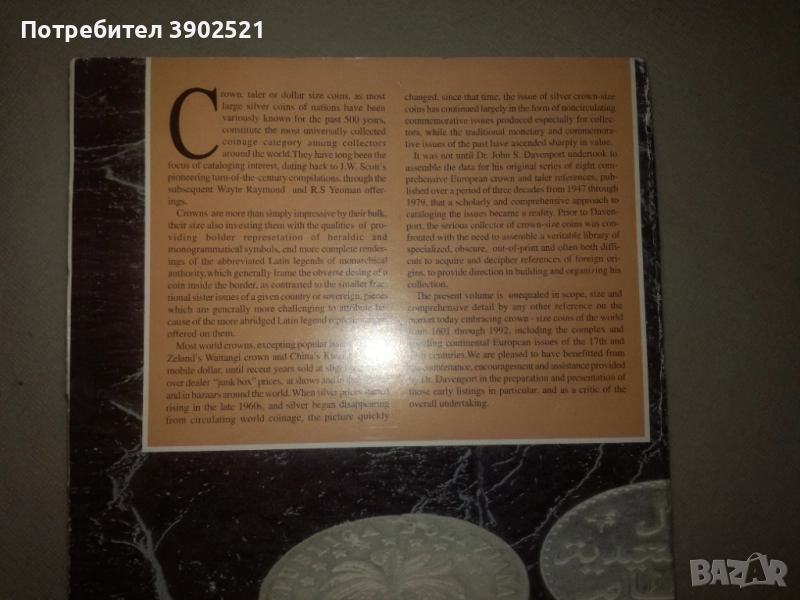 Потребител 3902521
Crown, taler or dollar size coins, as most
large silver coins of nations have been
variously known for the past 500 years,
constitute the most universally collected
coinage category among collectors
around the world.They have tong been the
focus of cataloging interest, dating back to J.W. Scott's
pioneering turn-of-the-century compilations, through the
subsequem Wayte Raymond and R.S Yeoman offer-
ings.
Crowns are more than simply impressive by their bulk,
their size also investing them with the qualities of pro-
viding bolder represetation of heraldic and
monogrammatical symbols, end more complete render-
ings of the abbreviated Latin legends of monarchical
authority,which generally frame the obverse desing of a
coin inside the border, as contrasted to the smaller frac-
tional sister issues of a given country or sovereign, pieces
which are generally more challenging to attribute be-
cause of the more abridged Latin legend
offered on them.
Most world crowns, excepting popular
Zeland's Waitangi crown and China's
mobile dollar, until recent years sold at
over dealer "junk box" prices, at shows and in the
and in bazaars around the world. When silver prices started
rising in the late 1960s, and silver began disappearing
from circulating world coinage, the picture quickly
changed, since that time, the issue of silver crown-size
coins has continued largely in the form of noncirculating
commemorative issues produced especially for collec-
tors, while the traditional monetary and commemora-
tive issues of the past have ascended sharply in value.
It was not until Dr. John S. Davenport undertook to
assemble the data for his original series of eight com-
prehensive European crown and taler references, pub-
lished over a period of three decades from 1947 through
1979, that a scholarly and comprehensive approach to
cataloging the issues became a reality. Prior to Daven-
port, the serious collector of crown-size coins was con-
fronted with the need to assemble a veritable library of
specialized, obscure, out-of-print and often both diffi-
culs to acquire and decipher references of foreign ori-
gins, to provide direction in building and organizing his
collection.
The present volume is unequaled in scope, size and
comprehensive detail by any other reference on the
market today embracing crown - size coins of the world
from 1601 through 1992, including the complex and
continental European issues of the 17th and
centuries.We are pleased to have benefitted from
encouragement and assistance provided
by Dr. Davenport in the preparation and presentation of
those early listings in particular, and as a critic of the
overall undertaking.
BAZAR